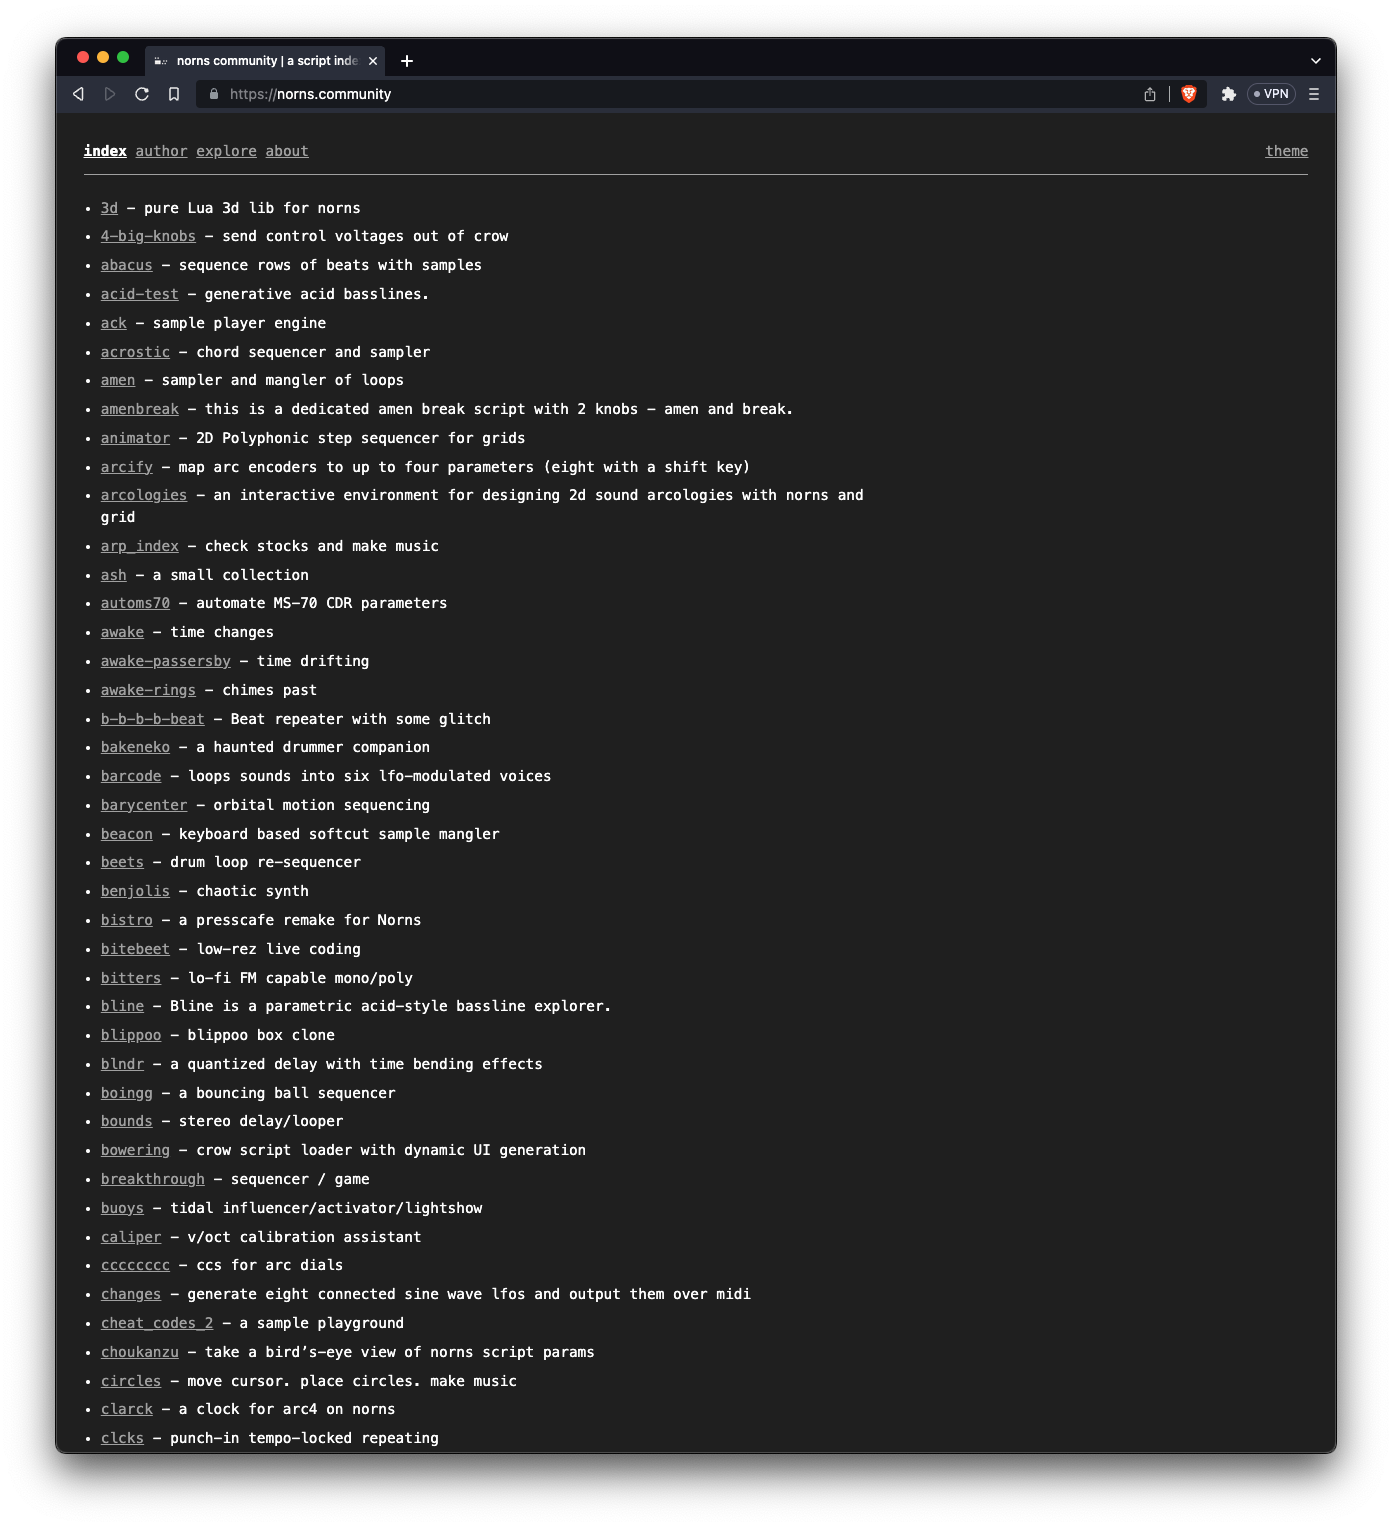 norns community | a script inde
https://norns.community
VPN
index author explore about
theme
• 3d – pure Lua 3d lib for norns
• 4-big-knobs – send control voltages out of crow
• abacus – sequence rows of beats with samples
• acid-test – generative acid basslines.
• ack – sample player engine
• acrostic – chord sequencer and sampler
• amen – sampler and mangler of loops
• amenbreak – this is a dedicated amen break script with 2 knobs – amen and break.
• animator – 2D Polyphonic step sequencer for grids
• arcify – map arc encoders to up to four parameters (eight with a shift key)
• arcologies – an interactive environment for designing 2d sound arcologies with norns and
grid
• arp_index – check stocks and make music
• ash – a small collection
• automs70 – automate MS-70 CDR parameters
• awake – time changes
• awake-passersby – time drifting
• awake-rings – chimes past
• b-b-b-b-beat – Beat repeater with some glitch
• bakeneko – a haunted drummer companion
• barcode – loops sounds into six lfo-modulated voices
• barycenter – orbital motion sequencing
• beacon – keyboard based softcut sample mangler
• beets – drum loop re-sequencer
• benjolis – chaotic synth
• bistro – a presscafe remake for Norns
• bitebeet – low-rez live coding
• bitters – lo-fi FM capable mono/poly
• bline – Bline is a parametric acid-style bassline explorer.
• blippoo – blippoo box clone
• blndr – a quantized delay with time bending effects
• boingg – a bouncing ball sequencer
• bounds – stereo delay/looper
• bowering – crow script loader with dynamic UI generation
• breakthrough – sequencer / game
• buoys – tidal influencer/activator/lightshow
• caliper – v/oct calibration assistant
• cccccccc – ccs for arc dials
• changes – generate eight connected sine wave lfos and output them over midi
• cheat_codes_2 – a sample playground
• choukanzu – take a bird’s-eye view of norns script params
• circles – move cursor. place circles. make music
• clarck – a clock for arc4 on norns
• clcks – punch-in tempo-locked repeating